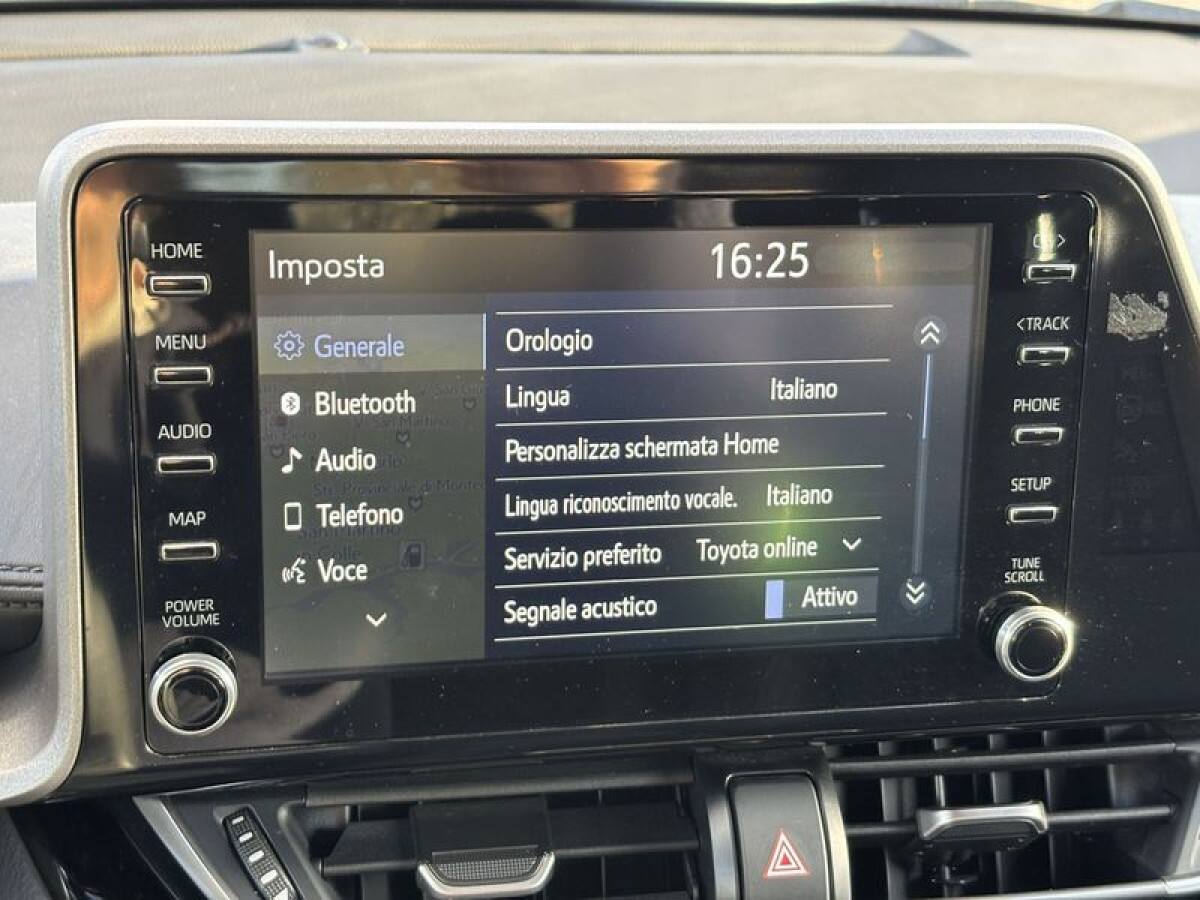 HOME
MENU
AUDIO
MAP
POWER
VOLUME
Imposta
16:25
Generale
Bluetooth
Audio
Telefono
Voce
Orologio
Lingua Italiano
Personalizza schermata Home
Lingua riconoscimento vocale. Italiano
Servizio preferito Toyota online
Segnale acustico Attivo
<TRACK
PHONE
SETUP
TUNE
SCROLL